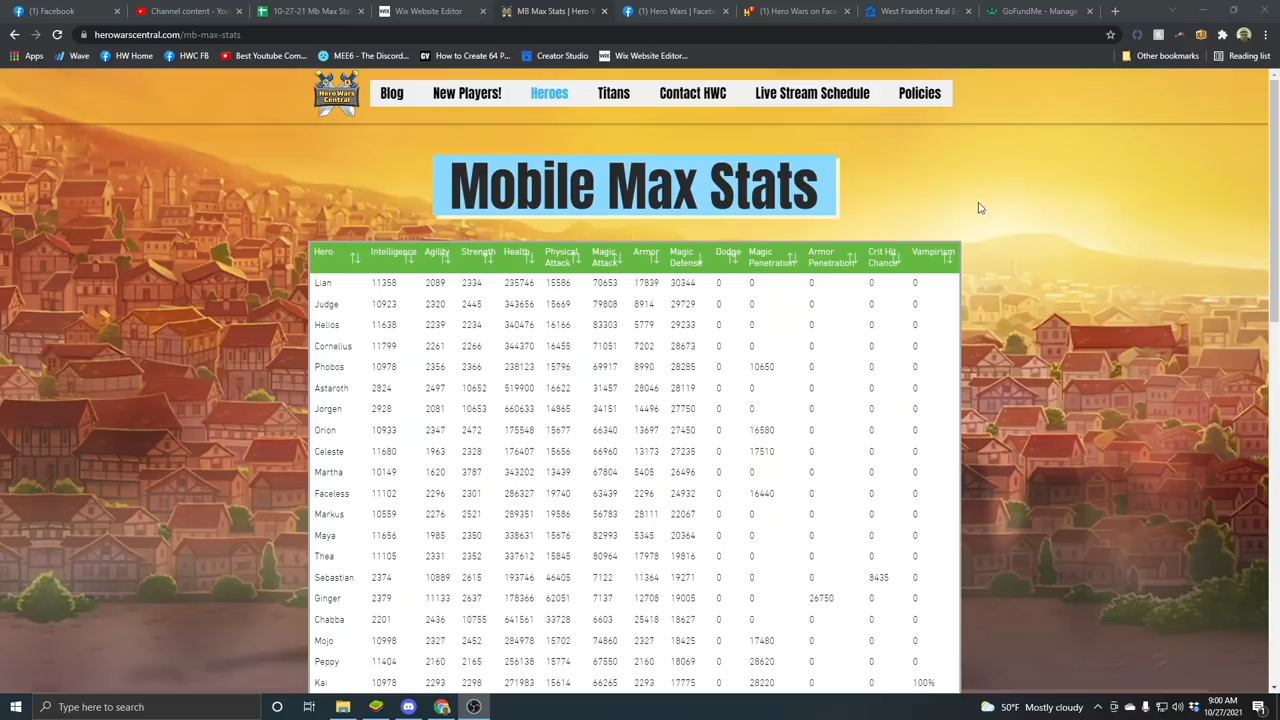 (1) Facebook
Channel content - You
10-27-21 Mb Max Stat
Wix Website Editor
MB Max Stats | Hero W
(1) Hero Wars | Faceb
(1) Hero Wars on Face
West Frankfort Real E
GoFundMe - Manage
herowarscentral.com/mb-max-stats
Apps
Wave
HW Home
HWC FB
Best Youtube Com...
MEE6 - The Discord...
How to Create 64 P...
Creator Studio
Wix Website Editor...
Other bookmarks
Reading list
Hero Wars Central
Blog
New Players!
Heroes
Titans
Contact HWC
Live Stream Schedule
Policies
Mobile Max Stats
Hero Intelligence Agility Strength Health Physical Attack Magic Attack Armor Magic Defense Dodge Magic Penetration Armor Penetration Crit Hit Chance Vampirism
Lian 11358 2089 2334 235746 15586 70653 17839 30344 0 0 0 0 0
Judge 10923 2320 2445 343656 15669 79808 8914 29729 0 0 0 0 0
Helios 11638 2239 2234 340476 16166 83303 5779 29233 0 0 0 0 0
Cornelius 11799 2261 2266 344370 16455 71051 7202 28673 0 0 0 0 0
Phobos 10978 2356 2366 238123 15796 69917 8990 28285 0 10650 0 0 0
Astaroth 2824 2497 10652 519900 16622 31457 28046 28119 0 0 0 0 0
Jorgen 2928 2081 10653 660633 14865 34151 14496 27750 0 0 0 0 0
Orion 10933 2347 2472 175548 15677 66340 13697 27450 0 16580 0 0 0
Celeste 11680 1963 2328 176407 15656 66960 13173 27235 0 17510 0 0 0
Martha 10149 1620 3787 343202 13439 67804 5405 26496 0 0 0 0 0
Faceless 11102 2296 2301 286327 19740 63439 2296 24932 0 16440 0 0 0
Markus 10559 2276 2521 289351 19586 56783 28111 22067 0 0 0 0 0
Maya 11656 1985 2350 338631 15676 82993 5345 20364 0 0 0 0 0
Thea 11105 2331 2352 337612 15845 80964 17978 19816 0 0 0 0 0
Sebastian 2374 10889 2615 193746 46405 7122 11364 19271 0 0 0 8435 0
Ginger 2379 11133 2637 178366 62051 7137 12708 19005 0 0 26750 0 0
Chabba 2201 2436 10755 641561 33728 6603 25418 18627 0 0 0 0 0
Mojo 10998 2327 2452 284978 15702 74860 2327 18425 0 17480 0 0 0
Peppy 11404 2160 2165 256138 15774 67550 2160 18069 0 28620 0 0 0
Kai 10978 2293 2298 271983 15614 66265 2293 17775 0 28220 0 0 100%
Type here to search
50°F Mostly cloudy
9:00 AM
10/27/2021